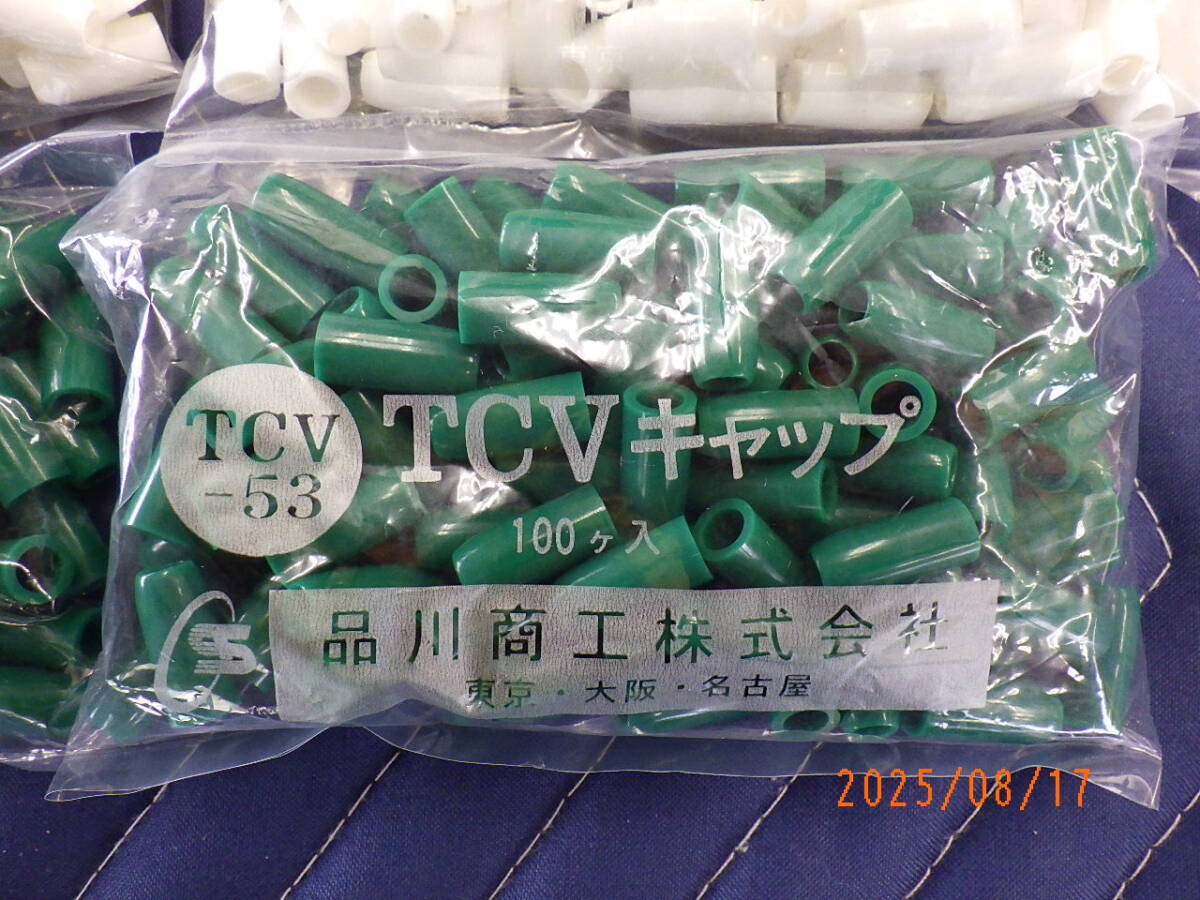 TCV
-53
TCVキャップ
100ヶ入
品川商工株式会社
東京・大阪・名古屋
2025/08/17